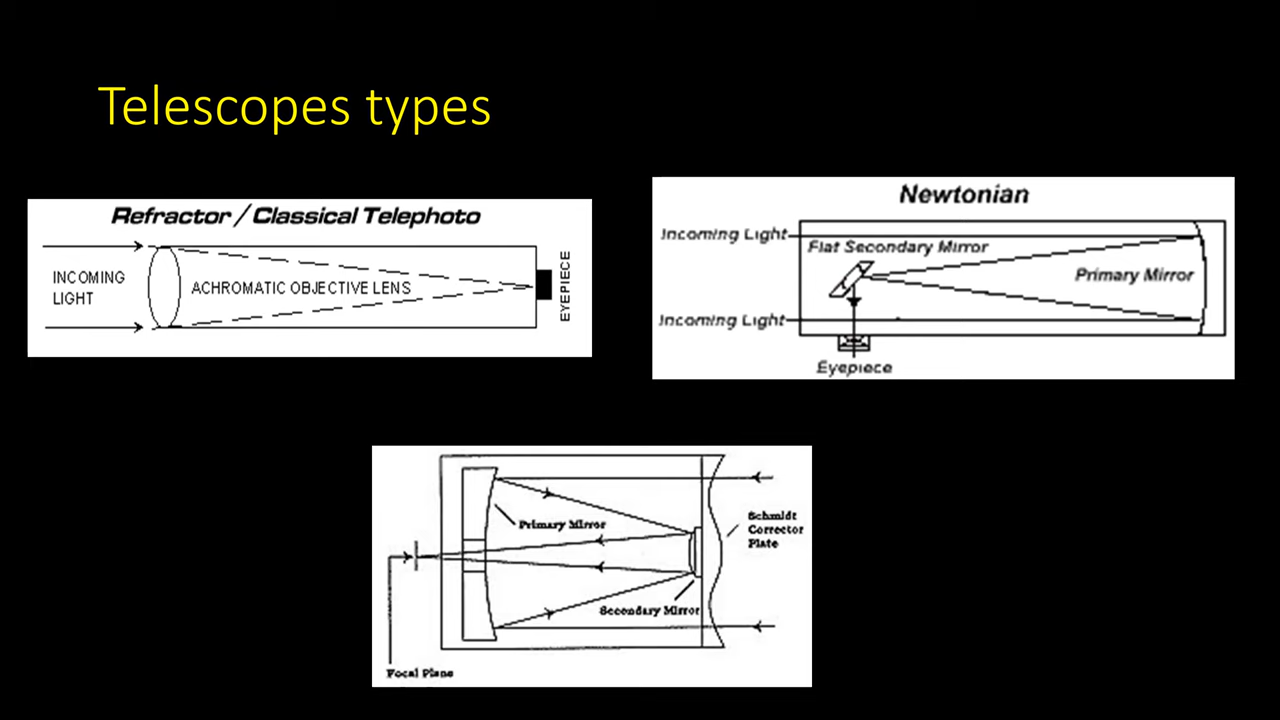 Telescopes types
Refractor / Classical Telephoto
INCOMING
LIGHT
ACHROMATIC OBJECTIVE LENS
EYEPIECE
Newtonian
Incoming Light
Flat Secondary Mirror
Primary Mirror
Incoming Light
Eyepiece
Primary Mirror
Schmidt
Corrector
Plate
Secondary Mirror
Focal Plane